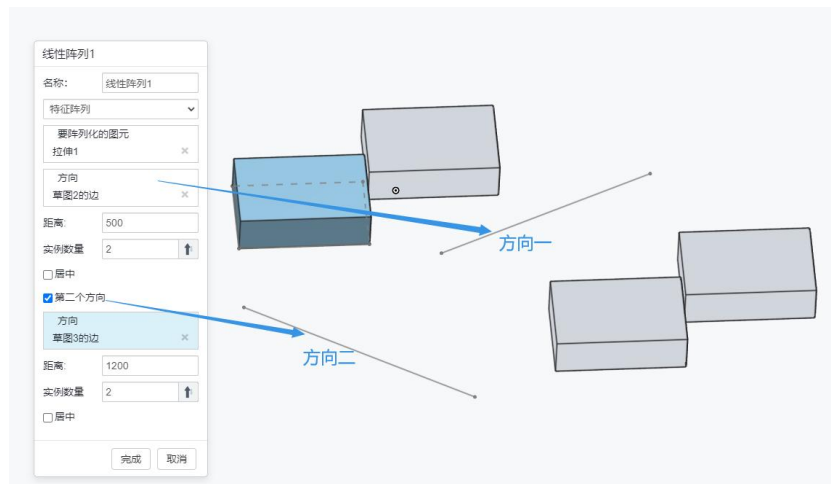 线性阵列1
名称： 线性阵列1
特征阵列
要阵列化的图元
拉伸1
方向
草图2的边
距离: 500
实例数量 2
居中
第二个方向
方向
草图3的边
距离: 1200
实例数量 2
居中
完成 取消
方向一
方向二